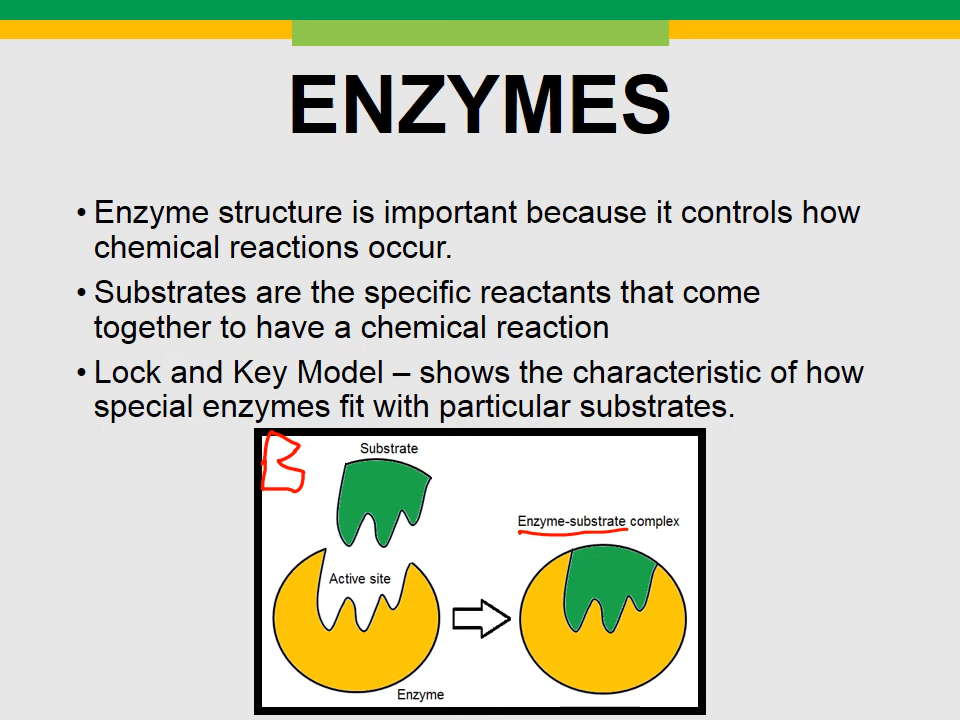 ENZYMES
• Enzyme structure is important because it controls how
chemical reactions occur.
• Substrates are the specific reactants that come
together to have a chemical reaction
• Lock and Key Model – shows the characteristic of how
special enzymes fit with particular substrates.
B
Substrate
Enzyme-substrate complex
Active site
Enzyme